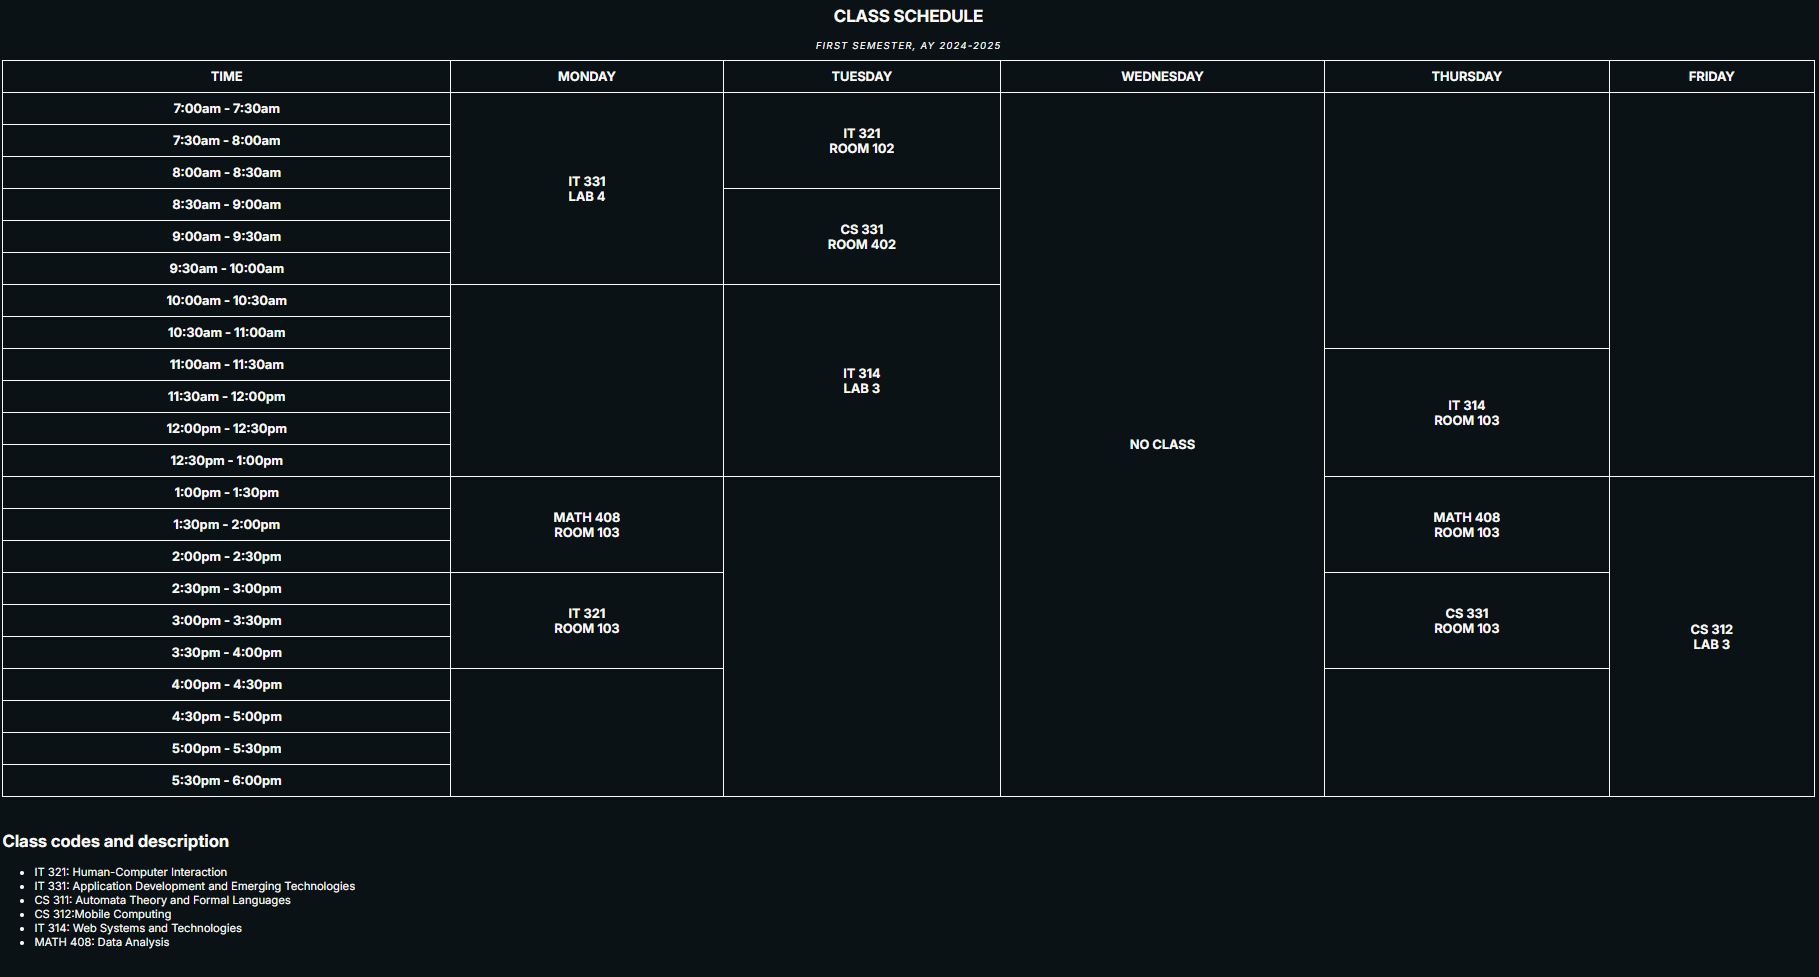 CLASS SCHEDULE
FIRST SEMESTER, AY 2024-2025
TIME MONDAY TUESDAY WEDNESDAY THURSDAY FRIDAY
7:00am - 7:30am
7:30am - 8:00am
8:00am - 8:30am
8:30am - 9:00am
9:00am - 9:30am
9:30am - 10:00am
10:00am - 10:30am
10:30am - 11:00am
11:00am - 11:30am
11:30am - 12:00pm
12:00pm - 12:30pm
12:30pm - 1:00pm
1:00pm - 1:30pm
1:30pm - 2:00pm
2:00pm - 2:30pm
2:30pm - 3:00pm
3:00pm - 3:30pm
3:30pm - 4:00pm
4:00pm - 4:30pm
4:30pm - 5:00pm
5:00pm - 5:30pm
5:30pm - 6:00pm
IT 331
LAB 4
MATH 408
ROOM 103
IT 321
ROOM 103
IT 321
ROOM 102
CS 331
ROOM 402
IT 314
LAB 3
NO CLASS
IT 314
ROOM 103
MATH 408
ROOM 103
CS 331
ROOM 103
CS 312
LAB 3
Class codes and description
• IT 321: Human-Computer Interaction
• IT 331: Application Development and Emerging Technologies
• CS 311: Automata Theory and Formal Languages
• CS 312:Mobile Computing
• IT 314: Web Systems and Technologies
• MATH 408: Data Analysis